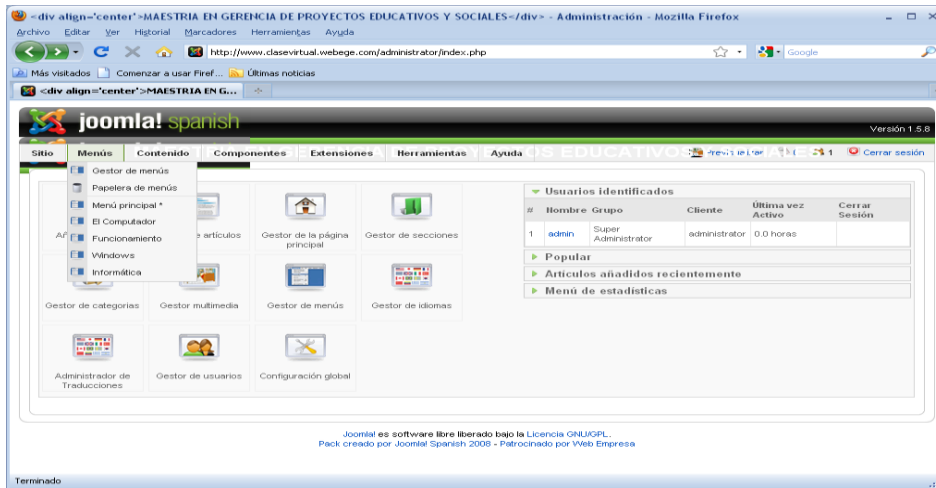 <div align='center'>MAESTRIA EN GERENCIA DE PROYECTOS EDUCATIVOS Y SOCIALES</div> - Administración - Mozilla Firefox
Archivo Editar Ver Historial Marcadores Herramientas Ayuda
http://www.clasevirtual.webege.com/administrator/index.php
Google
Más visitados Comenzar a usar Firef... Últimas noticias
<div align='center'>MAESTRIA EN G...
joomla! spanish
Versión 1.5.8
Sitio Menús Contenido Componentes Extensiones Herramientas Ayuda
1 Cerrar sesión
Gestor de menús
Papelera de menús
Menú principal *
El Computador
Funcionamiento
Windows
Informática
artículos
Gestor de la página principal
Gestor de secciones
Gestor de categorías
Gestor multimedia
Gestor de menús
Gestor de idiomas
Administrador de Traducciones
Gestor de usuarios
Configuración global
Usuarios identificados
# Nombre Grupo Cliente Última vez Activo Cerrar Sesión
1 admin Super Administrator administrator 0.0 horas
Popular
Artículos añadidos recientemente
Menú de estadísticas
Joomla! es software libre liberado bajo la Licencia GNU/GPL.
Pack creado por Joomla! Spanish 2008 - Patrocinado por Web Empresa
Terminado